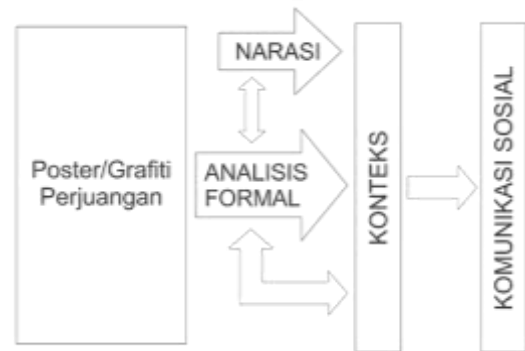 NARASI
Poster/Grafiti
Perjuangan
ANALISIS
FORMAL
KONTEKS
KOMUNIKASI SOSIAL